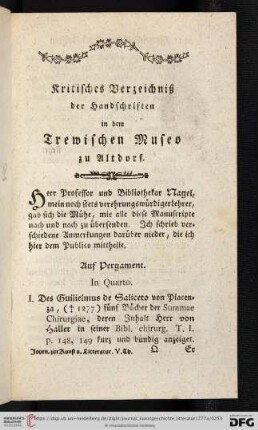 Kritisches Verzeichniß
der Handschriften
in dem
Trewischen Museo
zu Altdorf.
Herr Professor und Bibliothekar Nagel,
mein noch stets verehrungswürdiger Lehrer,
gab sich die Mühe, mir alle diese Manuscripte
nach und nach zu übersenden. Ich schrieb ver-
schiedene Anmerkungen darüber nieder, die ich
hier dem Publico mittheile.
Auf Pergament.
In Quarto.
I. Des Guilielmus de Saliceto von Piacen-
za, († 1277) fünf Bücher der Summae
Chirurgiae, deren Inhalt Herr von
Haller in seiner Bibl. chirurg. T. I.
p. 148, 149 kurz und bündig anzeiget.
Journ. zur Kunst u. Litteratur. V. Th. O Er